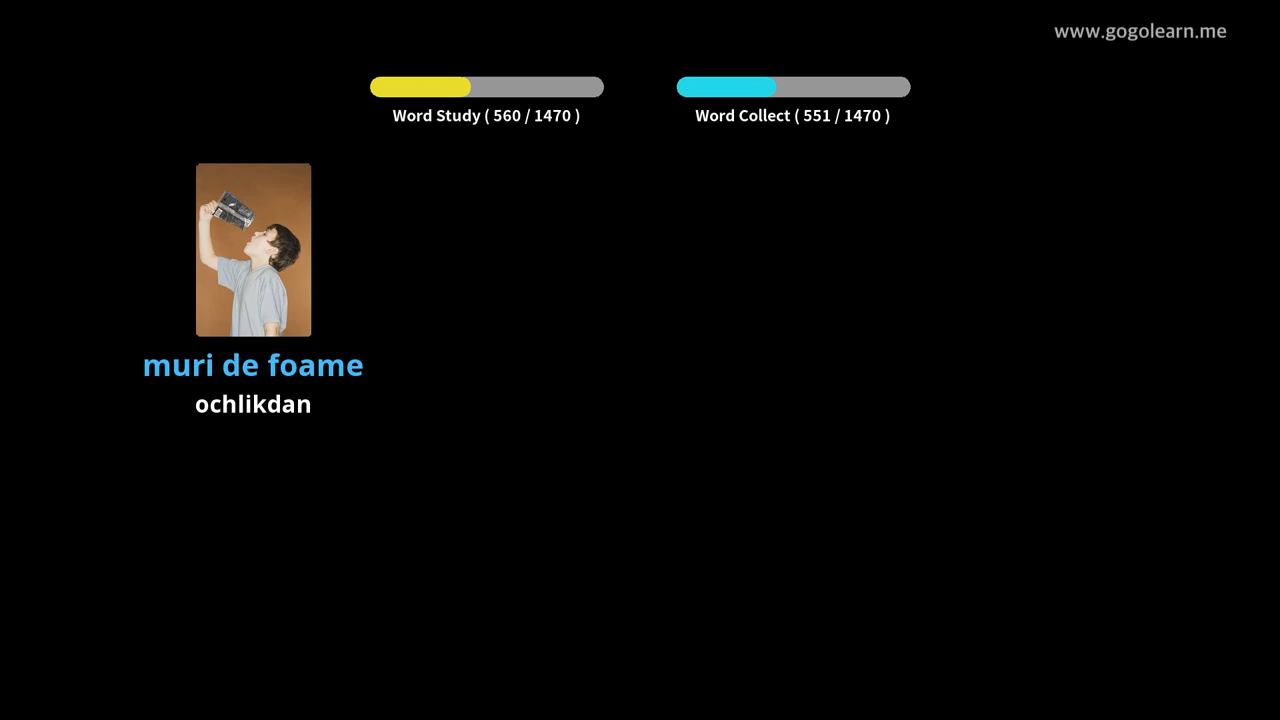 www.gogolearn.me
Word Study ( 560 / 1470 )
Word Collect ( 551 / 1470 )
muri de foame
ochlikdan